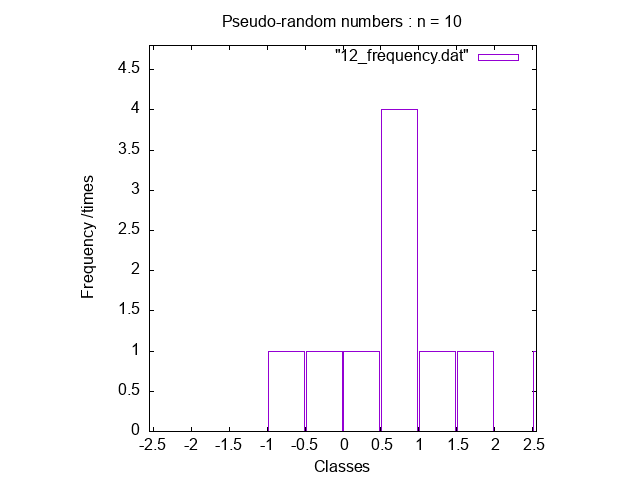 Pseudo-random numbers : n = 10
"12_frequency.dat"
4.5
4
3.5
3
2.5
2
1.5
1
0.5
0
Frequency /times
-2.5 -2 -1.5 -1 -0.5 0 0.5 1 1.5 2 2.5
Classes